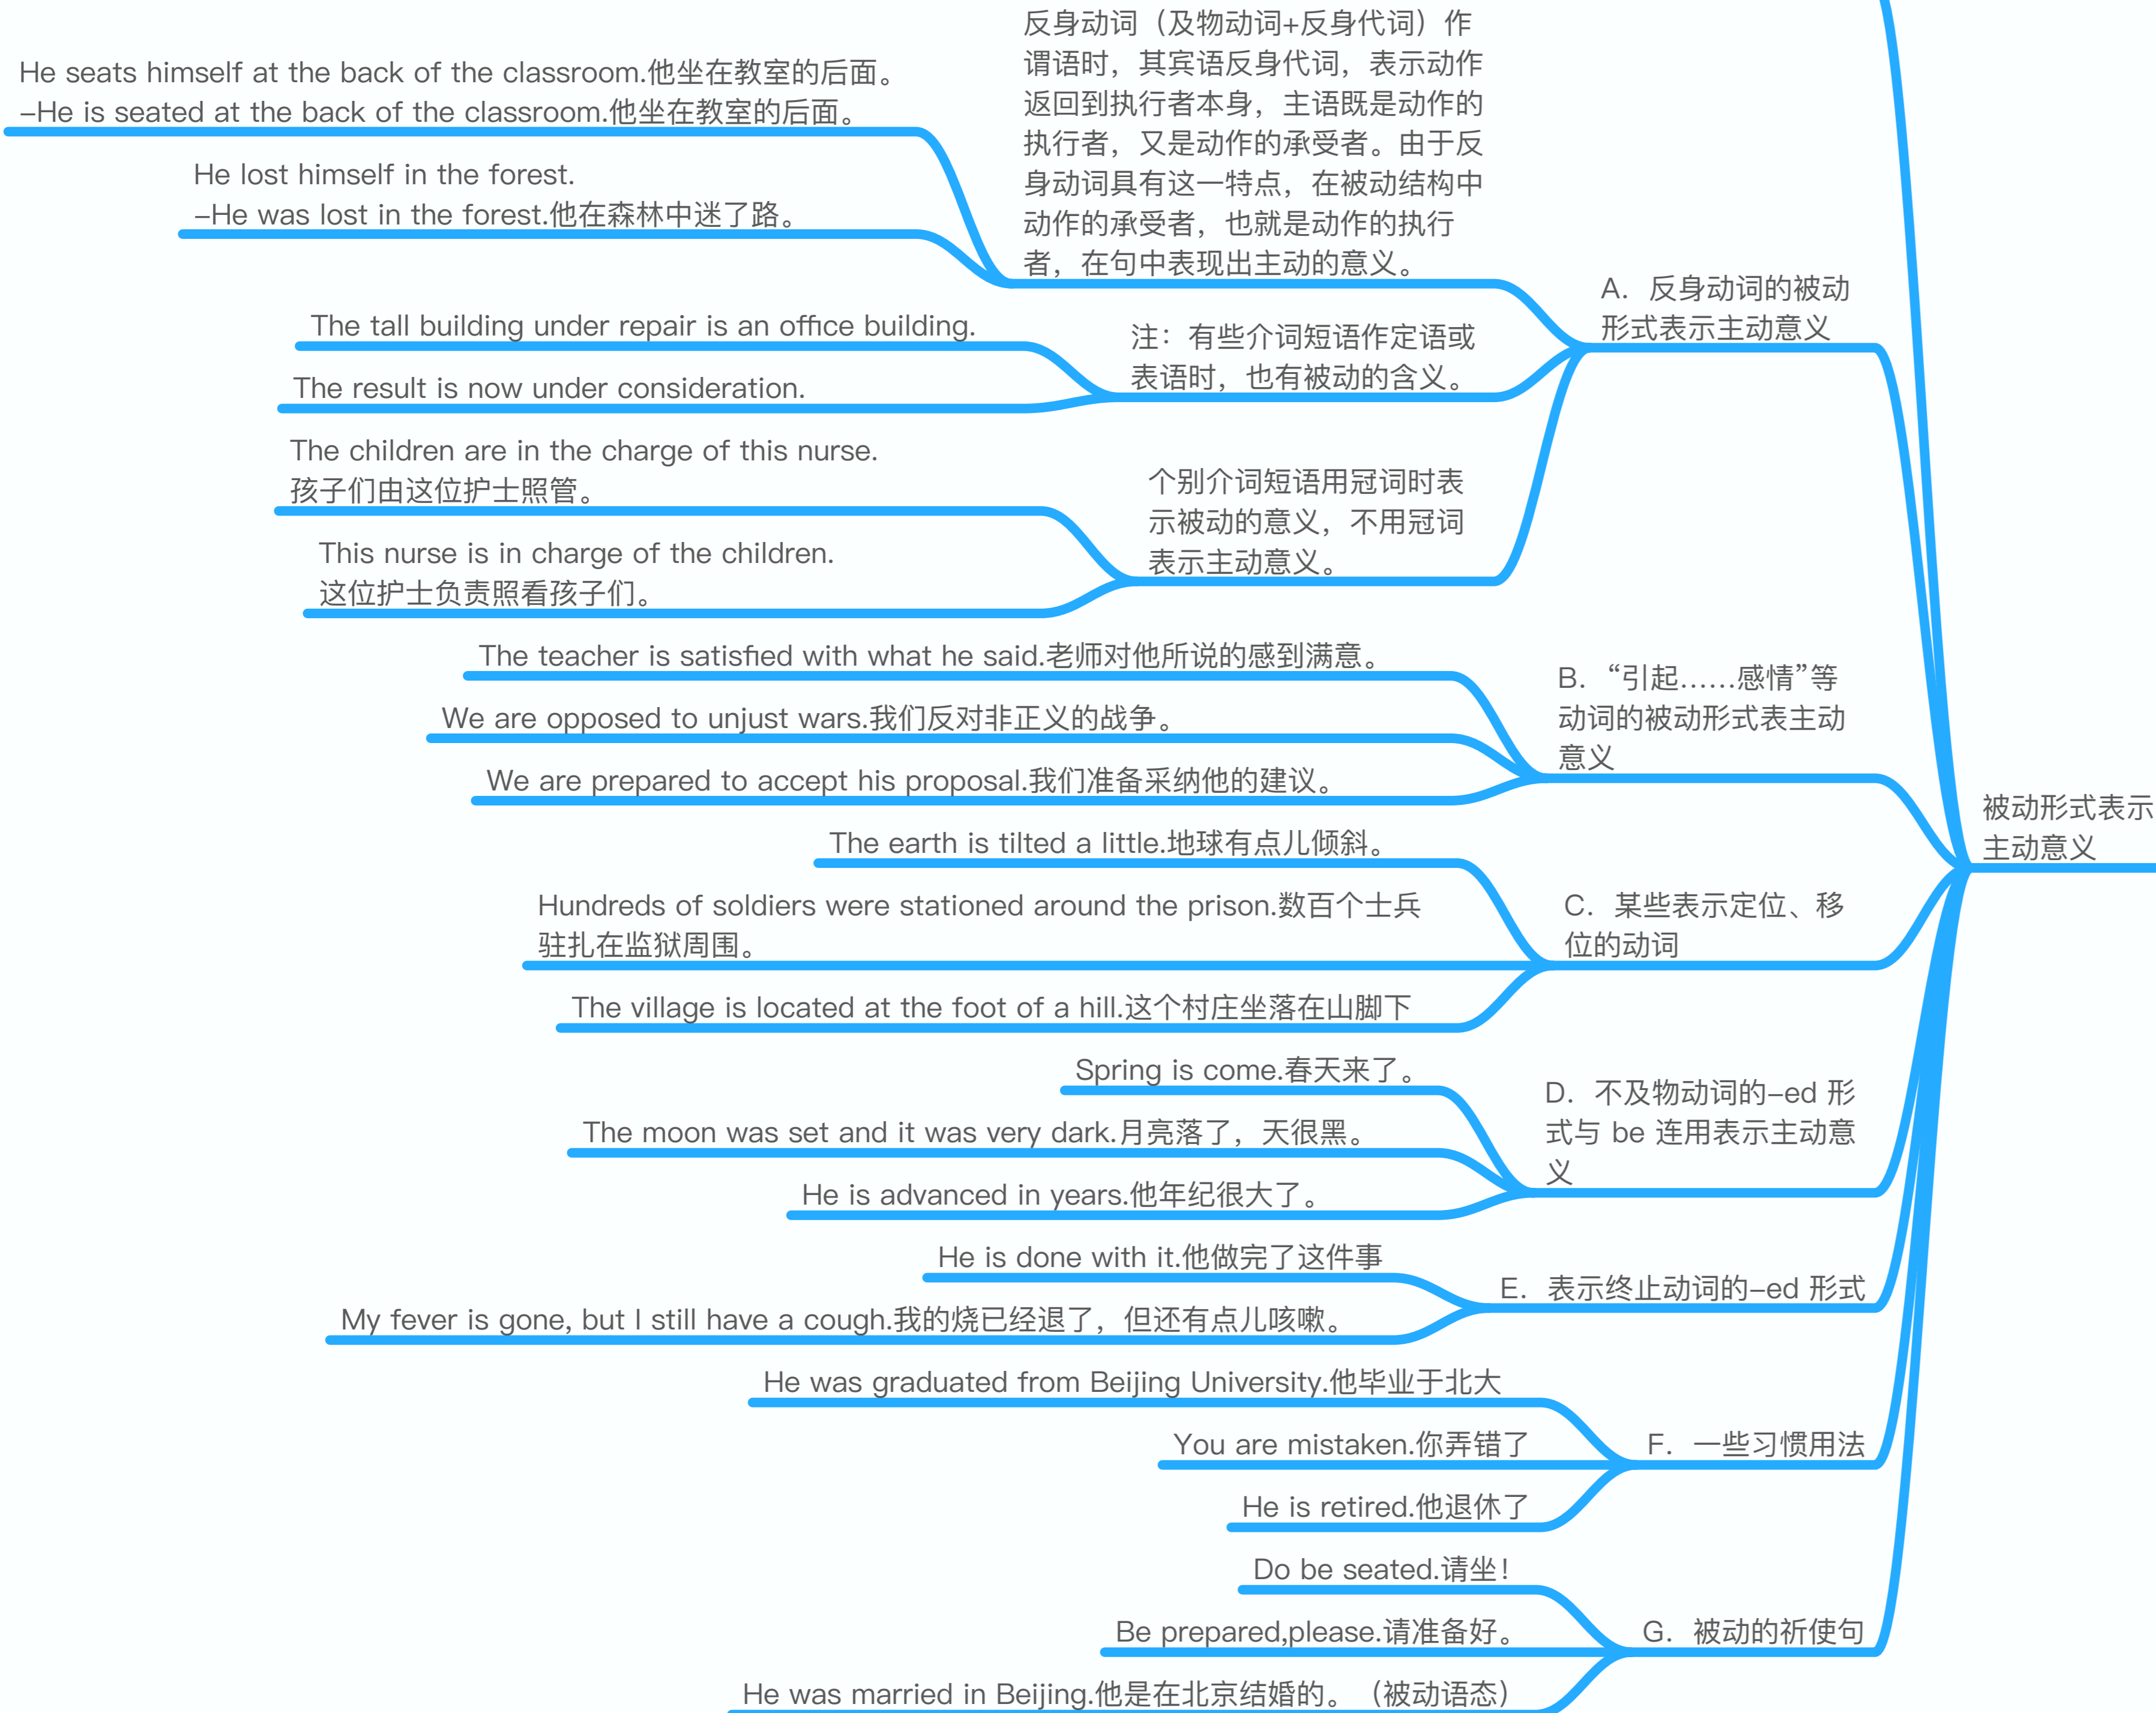 被动形式表示
主动意义
A. 反身动词的被动
形式表示主动意义
反身动词（及物动词+反身代词）作
谓语时，其宾语反身代词，表示动作
返回到执行者本身，主语既是动作的
执行者，又是动作的承受者。由于反
身动词具有这一特点，在被动结构中
动作的承受者，也就是动作的执行
者，在句中表现出主动的意义。
He seats himself at the back of the classroom.他坐在教室的后面。
–He is seated at the back of the classroom.他坐在教室的后面。
He lost himself in the forest.
–He was lost in the forest.他在森林中迷了路。
注：有些介词短语作定语或
表语时，也有被动的含义。
The tall building under repair is an office building.
The result is now under consideration.
个别介词短语用冠词时表
示被动的意义，不用冠词
表示主动意义。
The children are in the charge of this nurse.
孩子们由这位护士照管。
This nurse is in charge of the children.
这位护士负责照看孩子们。
B. “引起……感情”等
动词的被动形式表主动
意义
The teacher is satisfied with what he said.老师对他所说的感到满意。
We are opposed to unjust wars.我们反对非正义的战争。
We are prepared to accept his proposal.我们准备采纳他的建议。
C. 某些表示定位、移
位的动词
The earth is tilted a little.地球有点儿倾斜。
Hundreds of soldiers were stationed around the prison.数百个士兵
驻扎在监狱周围。
The village is located at the foot of a hill.这个村庄坐落在山脚下
D. 不及物动词的–ed 形
式与 be 连用表示主动意
义
Spring is come.春天来了。
The moon was set and it was very dark.月亮落了，天很黑。
He is advanced in years.他年纪很大了。
E. 表示终止动词的–ed 形式
He is done with it.他做完了这件事
My fever is gone, but I still have a cough.我的烧已经退了，但还有点儿咳嗽。
F. 一些习惯用法
He was graduated from Beijing University.他毕业于北大
You are mistaken.你弄错了
He is retired.他退休了
G. 被动的祈使句
Do be seated.请坐！
Be prepared,please.请准备好。
He was married in Beijing.他是在北京结婚的。（被动语态）